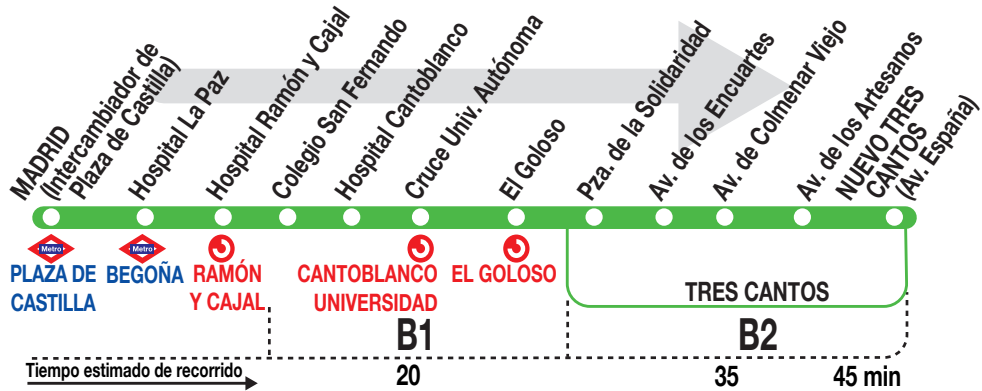 MADRID
(Intercambiador de
Plaza de Castilla)
Hospital La Paz
Hospital Ramón y Cajal
Colegio San Fernando
Hospital Cantoblanco
Cruce Univ. Autónoma
El Goloso
Pza. de la Solidaridad
Av. de los Encuartes
Av. de Colmenar Viejo
Av. de los Artesanos
NUEVO TRES
CANTOS
(Av. España)
Metro
PLAZA DE
CASTILLA
Metro
BEGOÑA
RAMÓN
Y CAJAL
CANTOBLANCO
UNIVERSIDAD
EL GOLOSO
TRES CANTOS
B1
B2
Tiempo estimado de recorrido
20
35
45 min